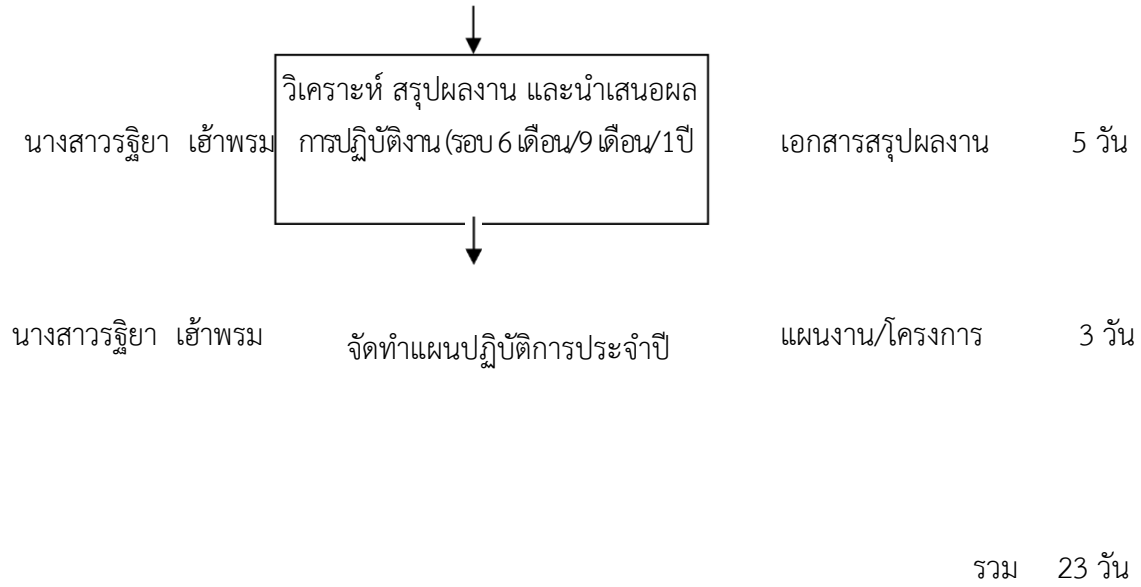 วิเคราะห์ สรุปผลงาน และนำเสนอผล
นางสาวรฐิยา เฮ้าพรม การปฏิบัติงาน (รอบ 6 เดือน/9 เดือน/1ปี เอกสารสรุปผลงาน 5 วัน
นางสาวรฐิยา เฮ้าพรม จัดทำแผนปฏิบัติการประจำปี แผนงาน/โครงการ 3 วัน
รวม 23 วัน